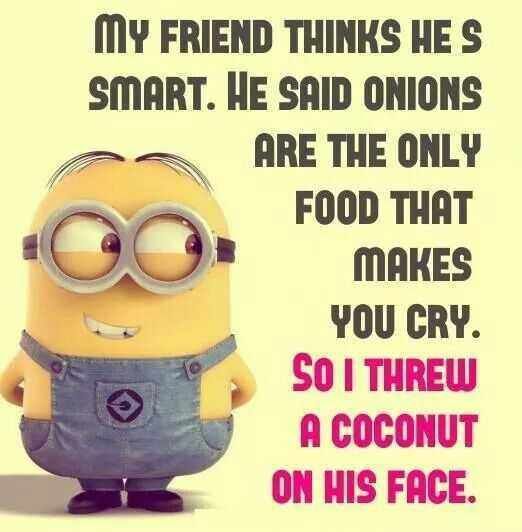 My friend thinks he s
smart. He said onions
are the only
food that
makes
you cry.
So I threw
a coconut
on his face.